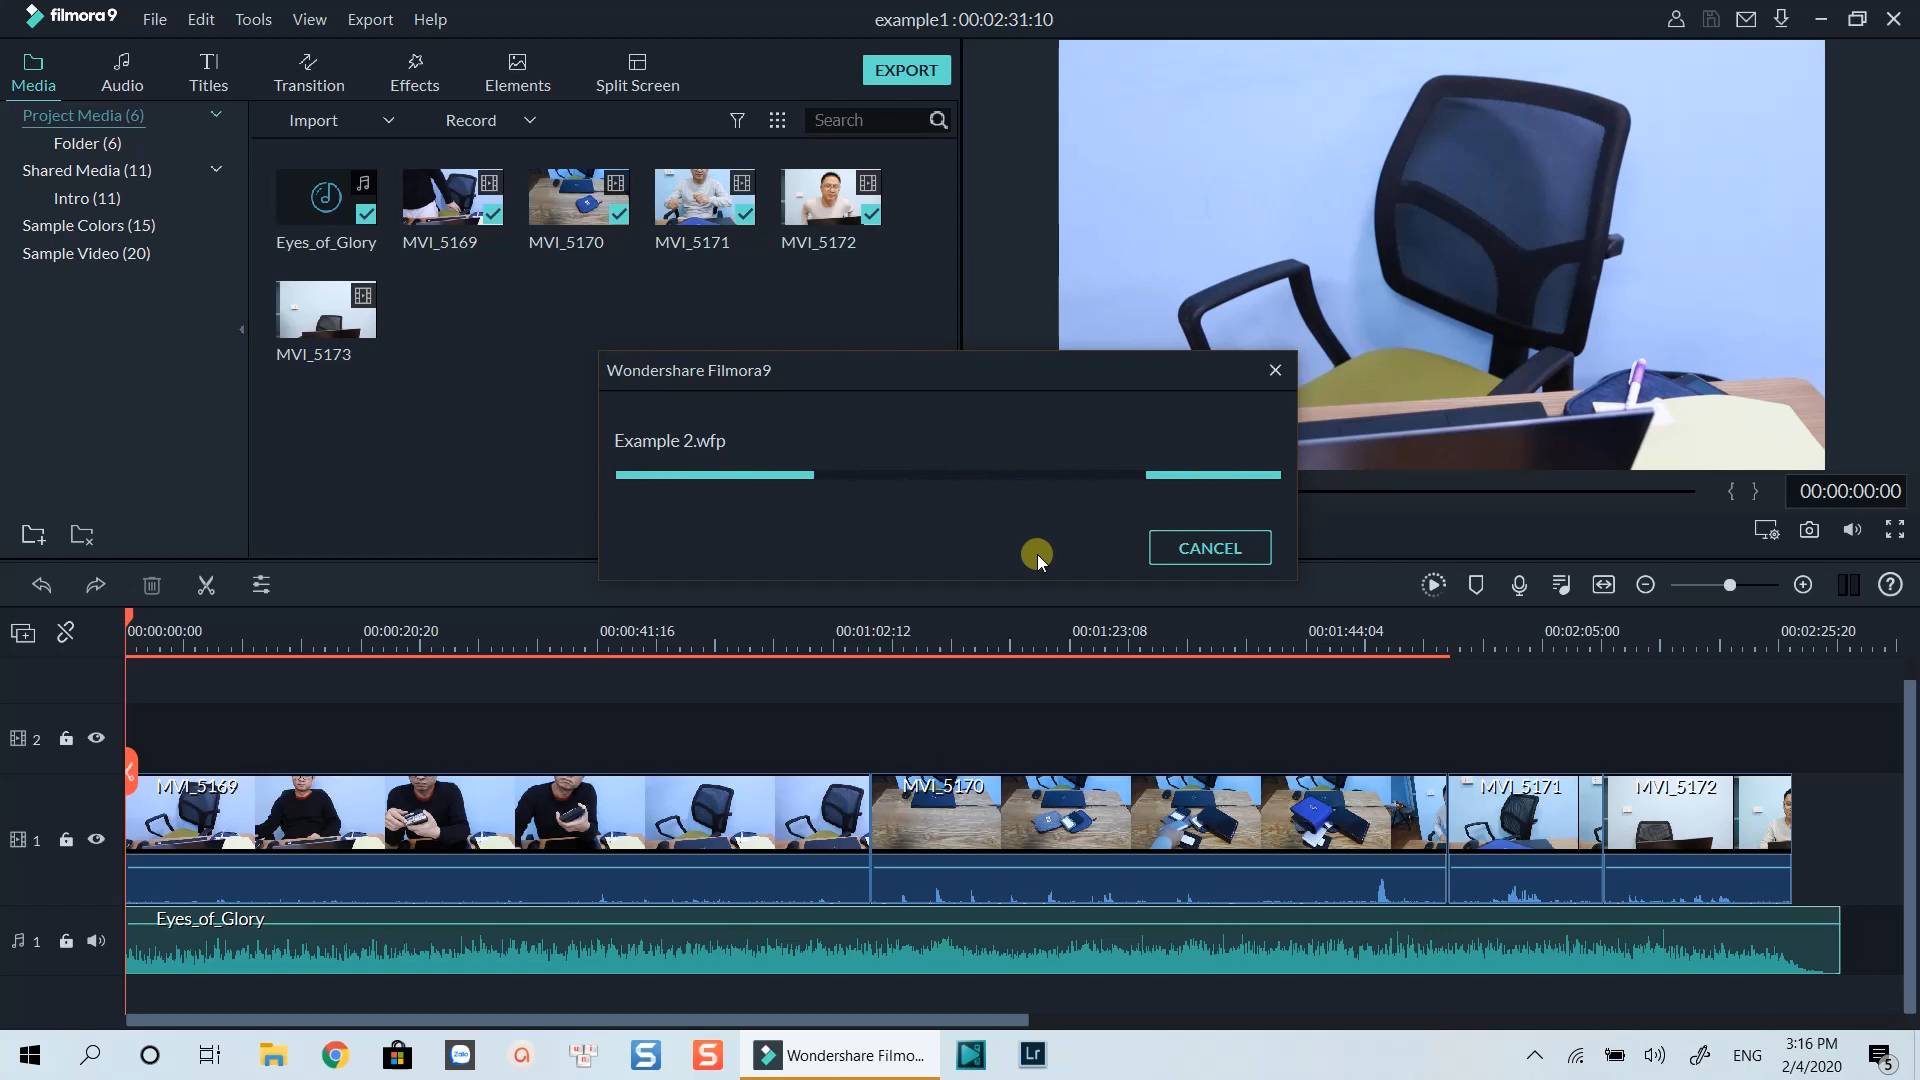 filmora9
File Edit Tools View Export Help
example1 : 00:02:31:10
Media Audio Titles Transition Effects Elements Split Screen
EXPORT
Project Media (6)
Folder (6)
Shared Media (11)
Intro (11)
Sample Colors (15)
Sample Video (20)
Import Record Search
Eyes_of_Glory MVI_5169 MVI_5170 MVI_5171 MVI_5172
MVI_5173
Wondershare Filmora9
Example 2.wfp
CANCEL
{ } 00:00:00:00
00:00:00:00 00:00:20:20 00:00:41:16 00:01:02:12 00:01:23:08 00:01:44:04 00:02:05:00 00:02:25:20
2
MVI_5169 MVI_5170 MVI_5171 MVI_5172
1
Eyes_of_Glory
1
Zalo
S
S
Wondershare Filmo...
Lr
ENG
3:16 PM
2/4/2020
5